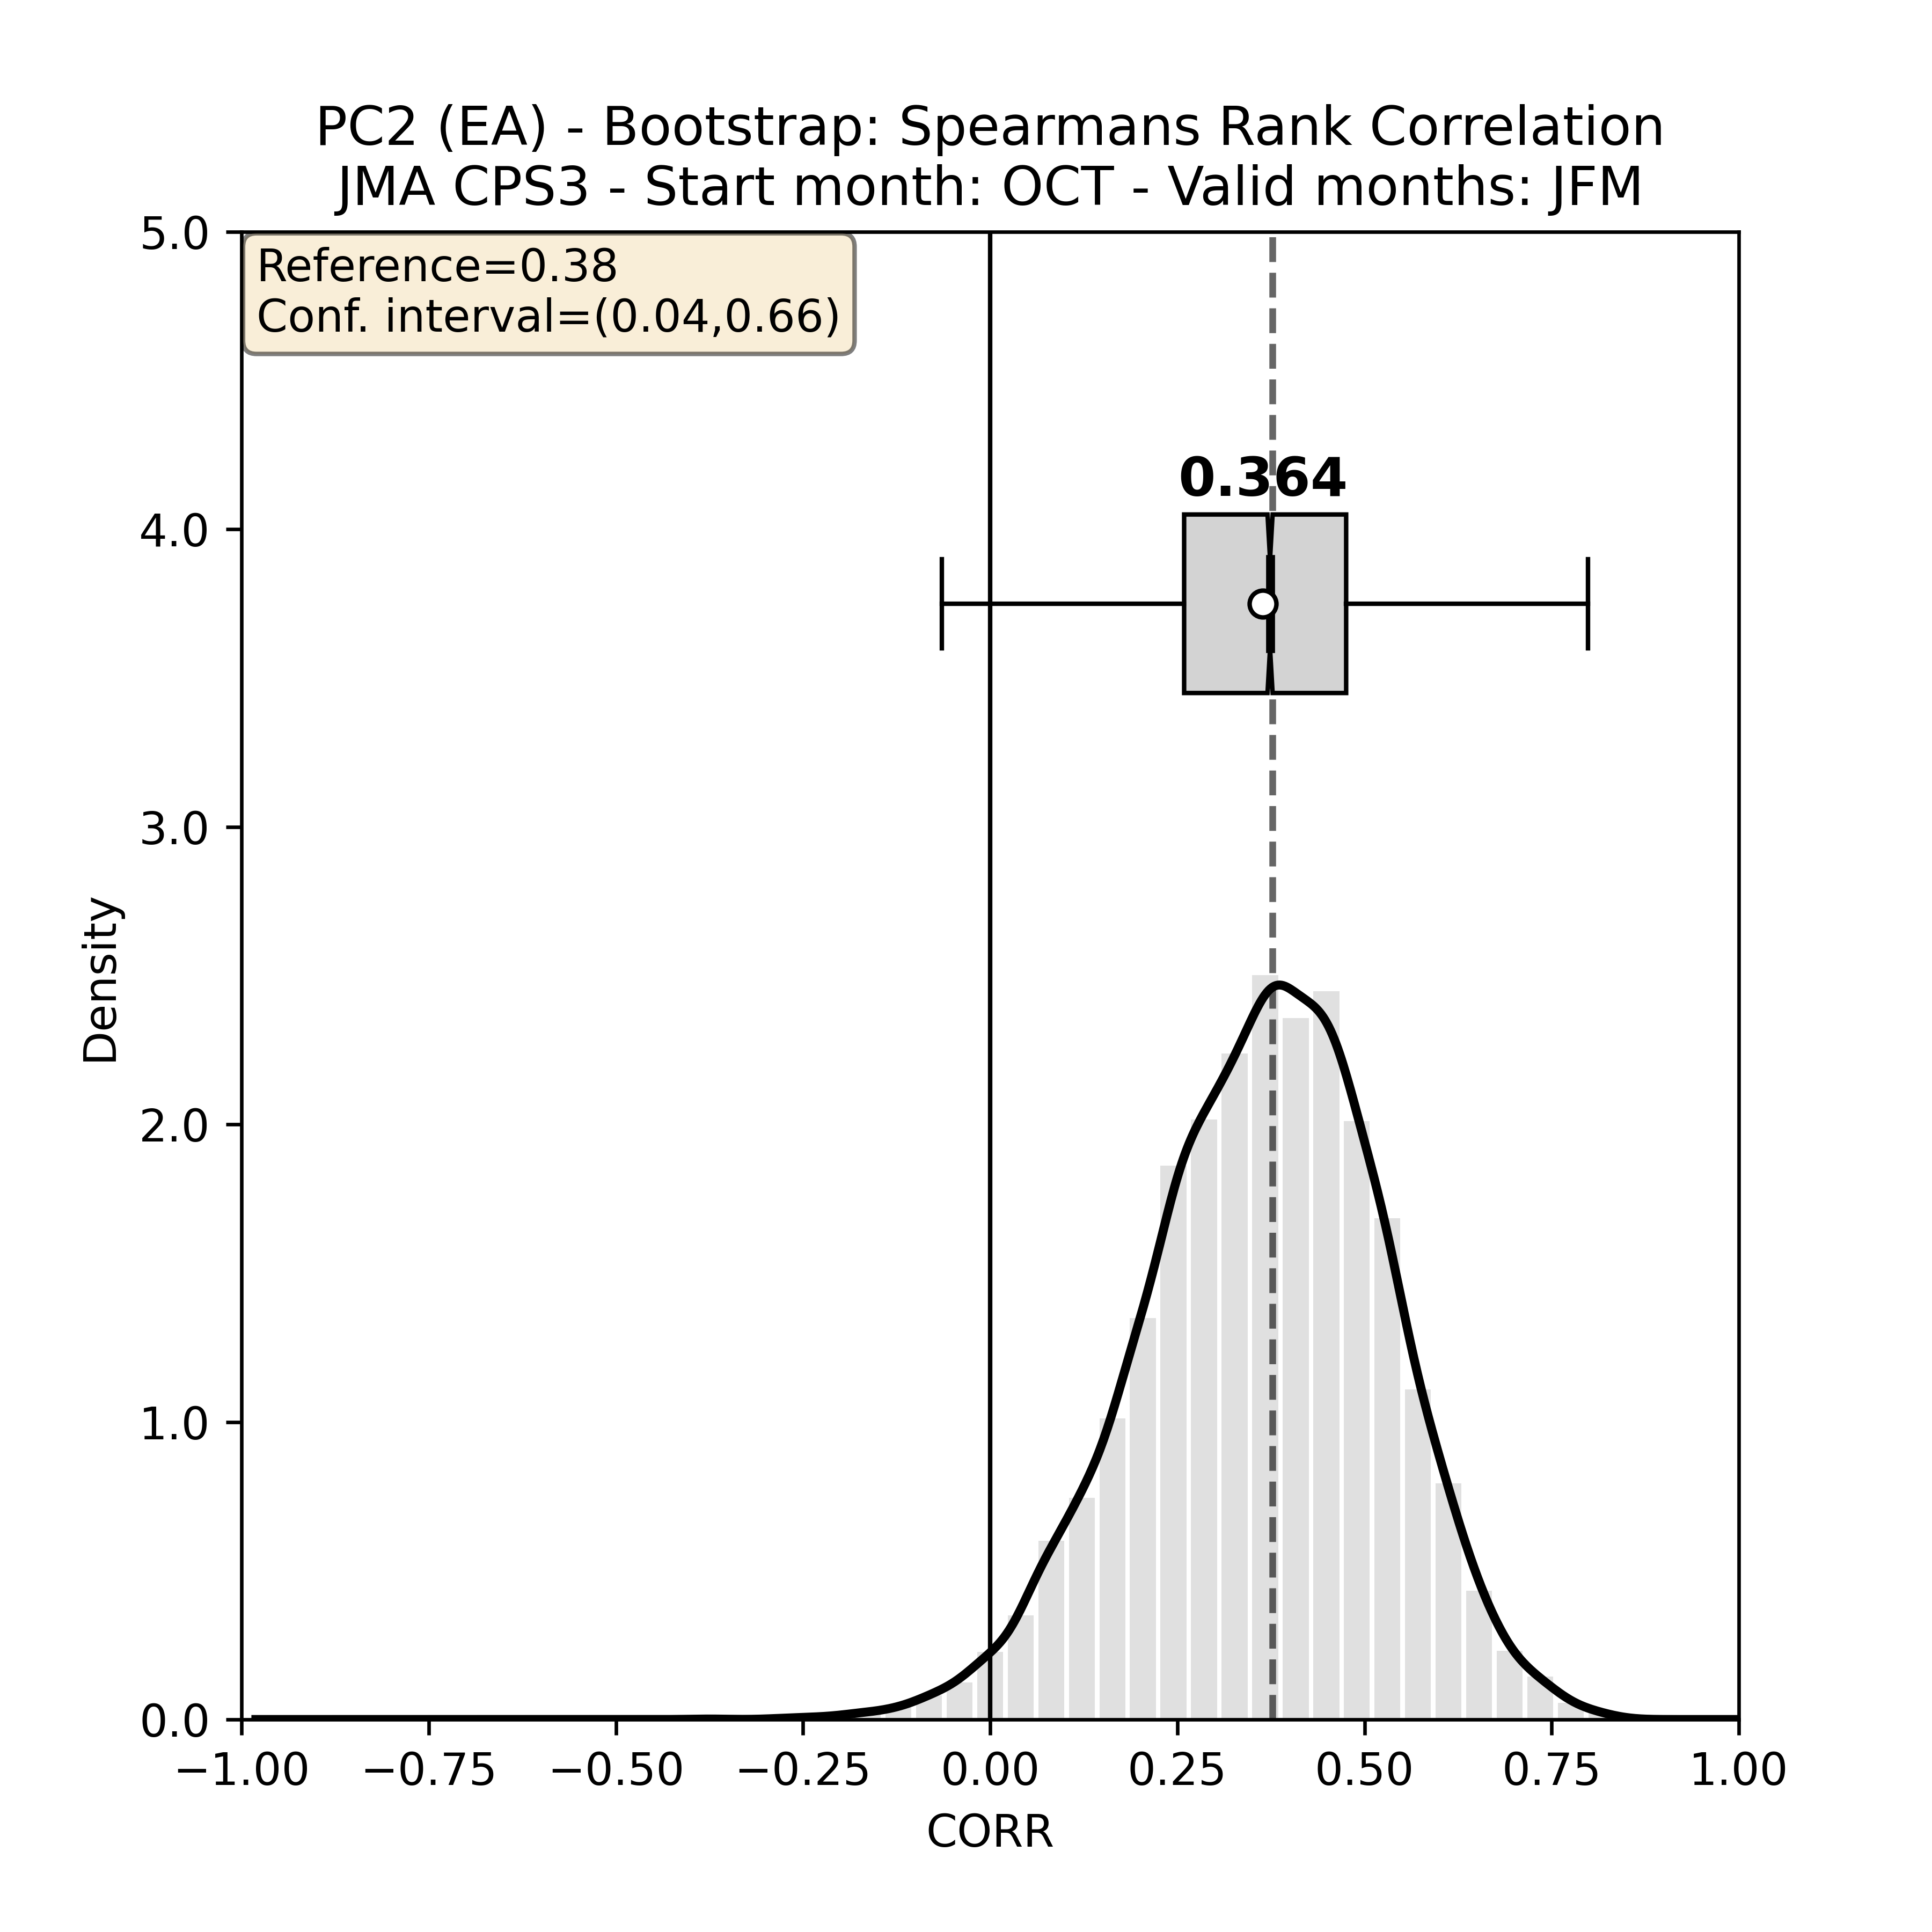 PC2 (EA) - Bootstrap: Spearmans Rank Correlation
JMA CPS3 - Start month: OCT - Valid months: JFM
5.0
Reference=0.38
Conf. interval=(0.04,0.66)
0.364
4.0
3.0
Density
2.0
1.0
0.0
−1.00 −0.75 −0.50 −0.25 0.00 0.25 0.50 0.75 1.00
CORR